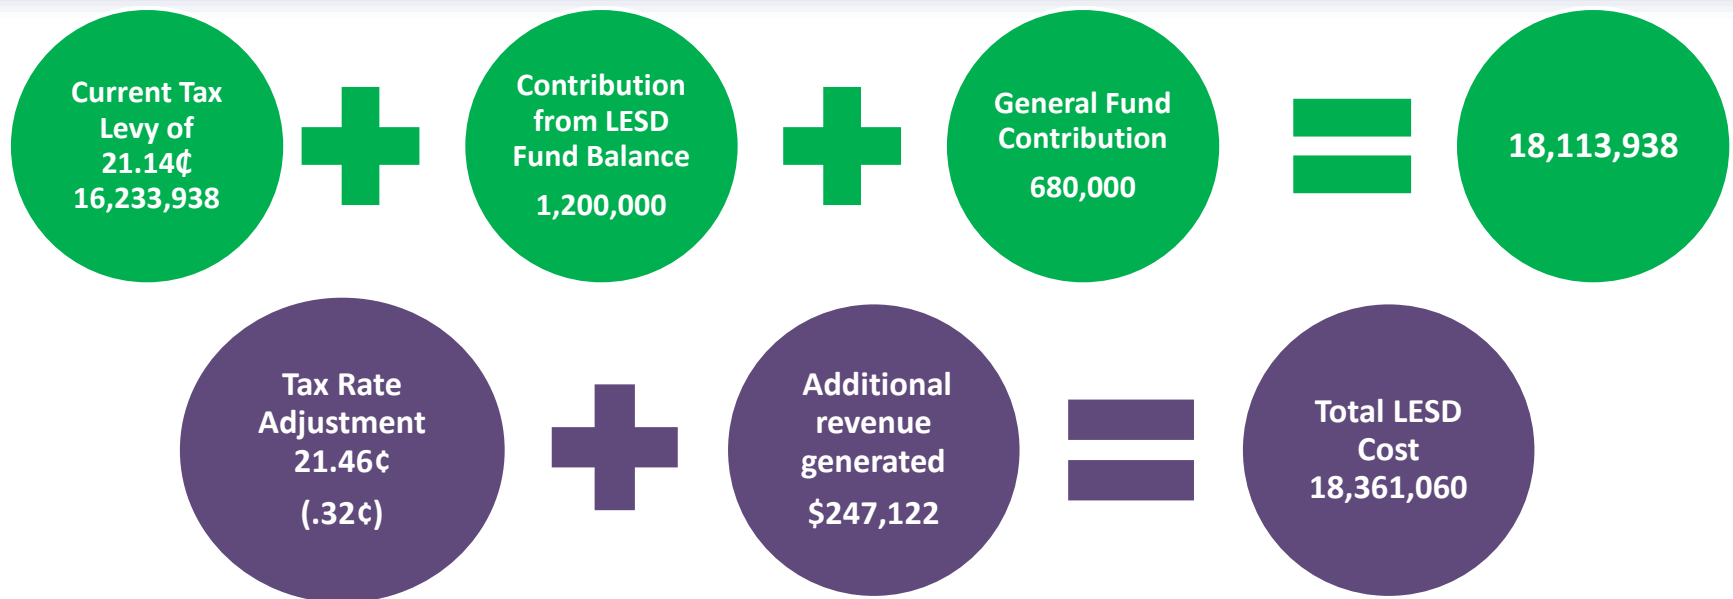 Current Tax
Levy of
21.14₵
16,233,938
Contribution
from LESD
Fund Balance
1,200,000
General Fund
Contribution
680,000
18,113,938
Tax Rate
Adjustment
21.46₵
(.32₵)
Additional
revenue
generated
$247,122
Total LESD
Cost
18,361,060